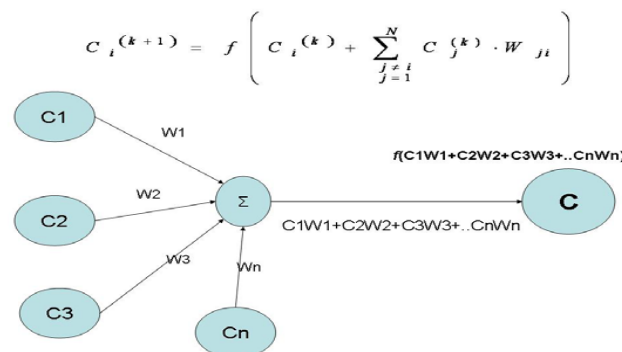 C i (k + 1) = f ( C i (k) + N ∑ j ≠ i j = 1 C j (k) · W ji )
C1
W1
f(C1W1+C2W2+C3W3+..CnWn)
W2
C2
Σ
C
C1W1+C2W2+C3W3+..CnWn
W3
Wn
C3
Cn